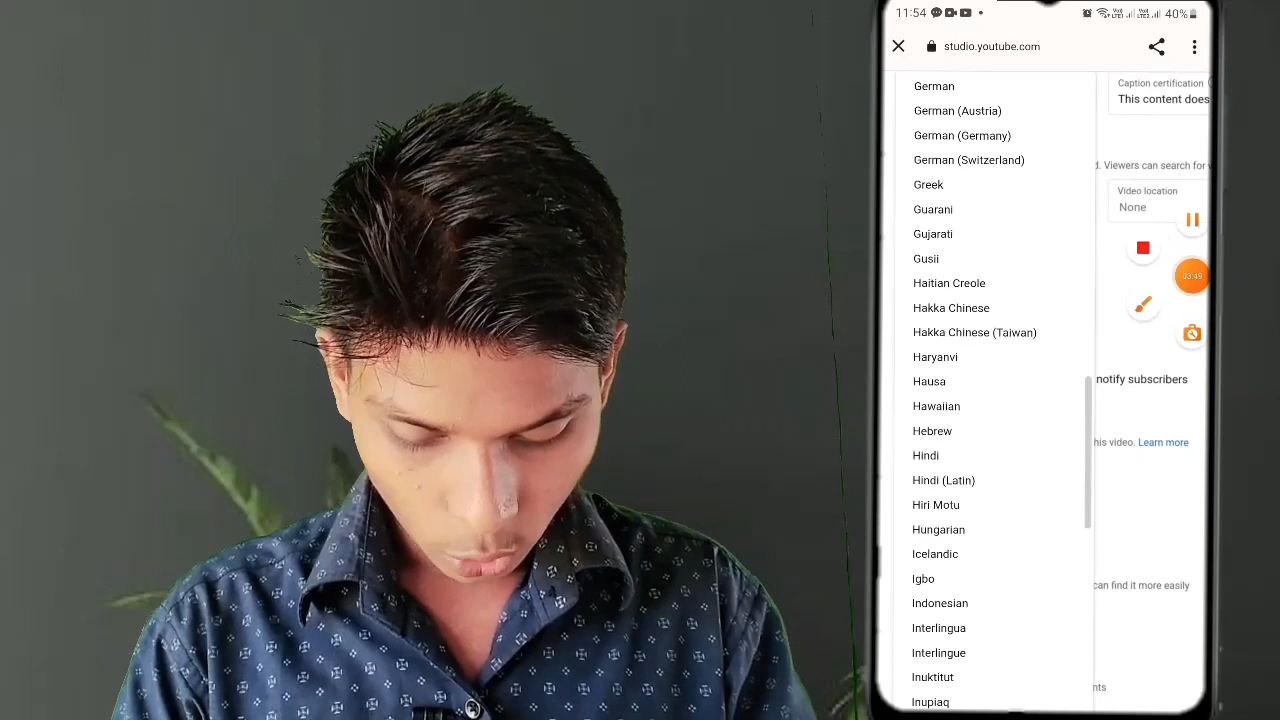 11:54 40%
studio.youtube.com
German
German (Austria)
German (Germany)
German (Switzerland)
Greek
Guarani
Gujarati
Gusii
Haitian Creole
Hakka Chinese
Hakka Chinese (Taiwan)
Haryanvi
Hausa
Hawaiian
Hebrew
Hindi
Hindi (Latin)
Hiri Motu
Hungarian
Icelandic
Igbo
Indonesian
Interlingua
Interlingue
Inuktitut
Inupiaq
Caption certification
This content does
. Viewers can search for
Video location
None
03:49
notify subscribers
his video. Learn more
can find it more easily
nts